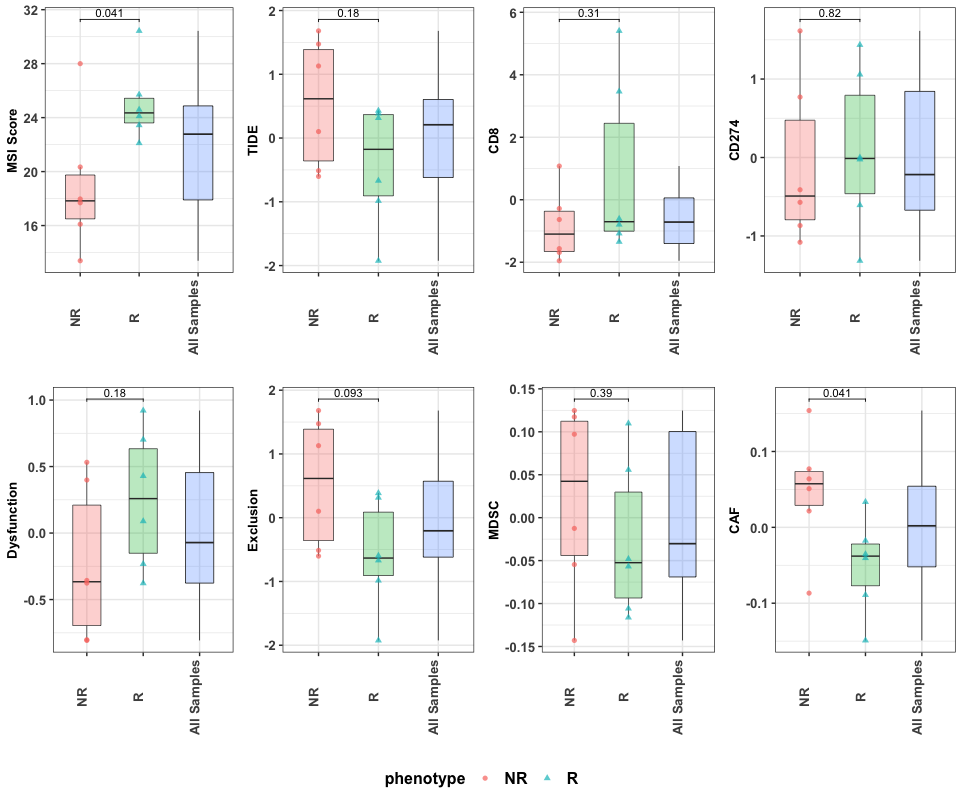 MSI Score
32
28
24
20
16
0.041
NR
R
All Samples
TIDE
2
1
0
-1
-2
0.18
NR
R
All Samples
CD8
6
4
2
0
-2
0.31
NR
R
All Samples
CD274
1
0
-1
0.82
NR
R
All Samples
Dysfunction
1.0
0.5
0.0
-0.5
0.18
NR
R
All Samples
Exclusion
2
1
0
-1
-2
0.093
NR
R
All Samples
MDSC
0.15
0.10
0.05
0.00
-0.05
-0.10
-0.15
0.39
NR
R
All Samples
CAF
0.1
0.0
-0.1
0.041
NR
R
All Samples
phenotype NR R